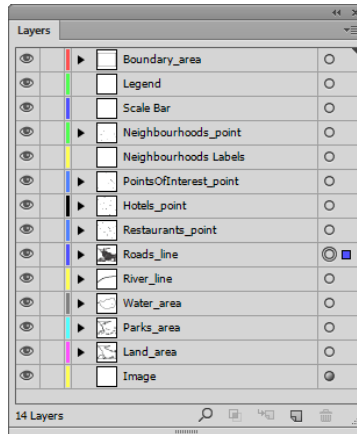 Layers
Boundary_area
Legend
Scale Bar
Neighbourhoods_point
Neighbourhoods Labels
PointsOfInterest_point
Hotels_point
Restaurants_point
Roads_line
River_line
Water_area
Parks_area
Land_area
Image
14 Layers